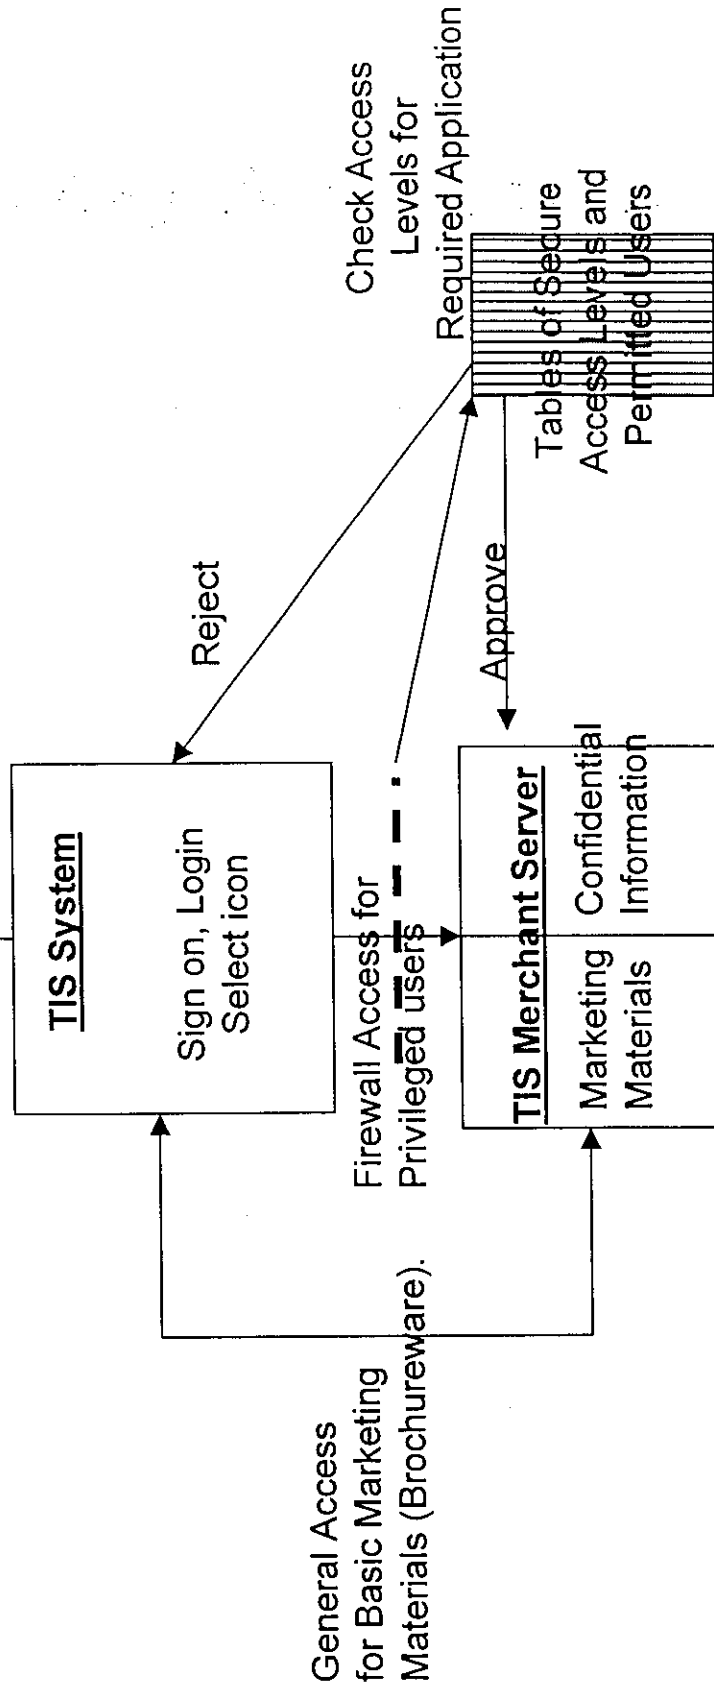 TIS System
Sign on, Login
Select icon
Reject
Check Access
Levels for
Required Application
General Access
for Basic Marketing
Materials (Brochureware).
Firewall Access for
Privileged users
Approve
Tables of Secure
Access Levels and
Permitted Users
TIS Merchant Server
Marketing
Materials
Confidential
Information